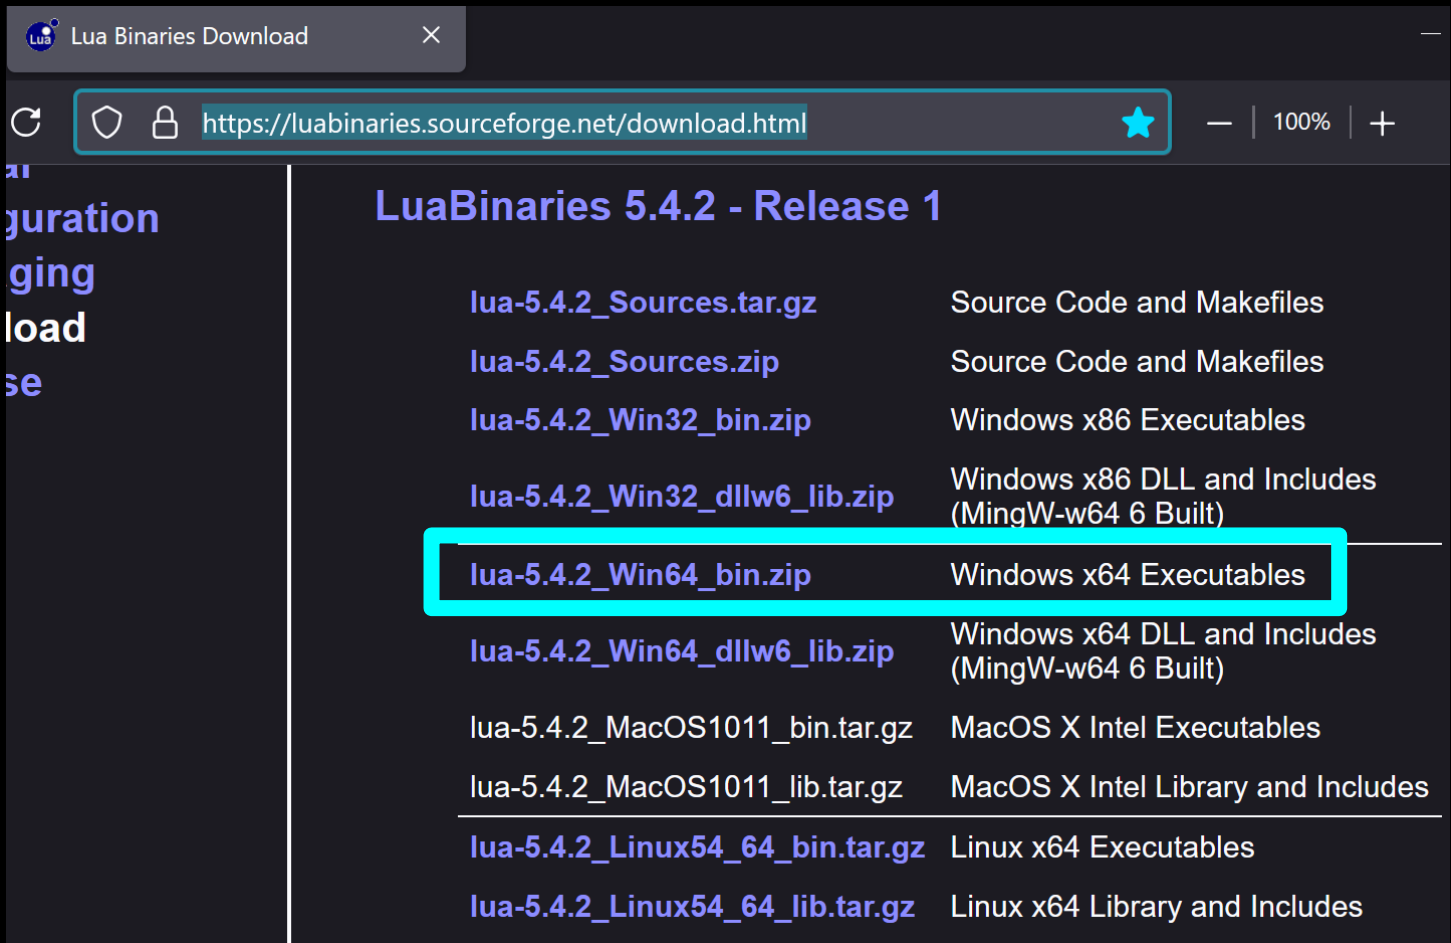 Lua
Lua Binaries Download
https://luabinaries.sourceforge.net/download.html
100%
guration
ging
load
se
LuaBinaries 5.4.2 - Release 1
lua-5.4.2_Sources.tar.gz Source Code and Makefiles
lua-5.4.2_Sources.zip Source Code and Makefiles
lua-5.4.2_Win32_bin.zip Windows x86 Executables
lua-5.4.2_Win32_dllw6_lib.zip Windows x86 DLL and Includes
(MingW-w64 6 Built)
lua-5.4.2_Win64_bin.zip Windows x64 Executables
lua-5.4.2_Win64_dllw6_lib.zip Windows x64 DLL and Includes
(MingW-w64 6 Built)
lua-5.4.2_MacOS1011_bin.tar.gz MacOS X Intel Executables
lua-5.4.2_MacOS1011_lib.tar.gz MacOS X Intel Library and Includes
lua-5.4.2_Linux54_64_bin.tar.gz Linux x64 Executables
lua-5.4.2_Linux54_64_lib.tar.gz Linux x64 Library and Includes